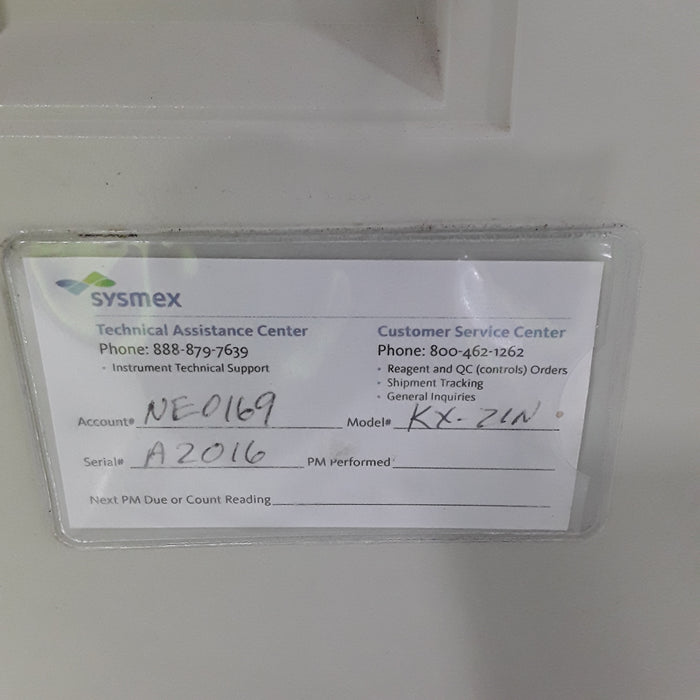 sysmex
Technical Assistance Center
Phone: 888-879-7639
• Instrument Technical Support
Customer Service Center
Phone: 800-462-1262
• Reagent and QC (controls) Orders
• Shipment Tracking
• General Inquiries
Account# NE0169 Model# KX-21N
Serial# A2016 PM Performed
Next PM Due or Count Reading